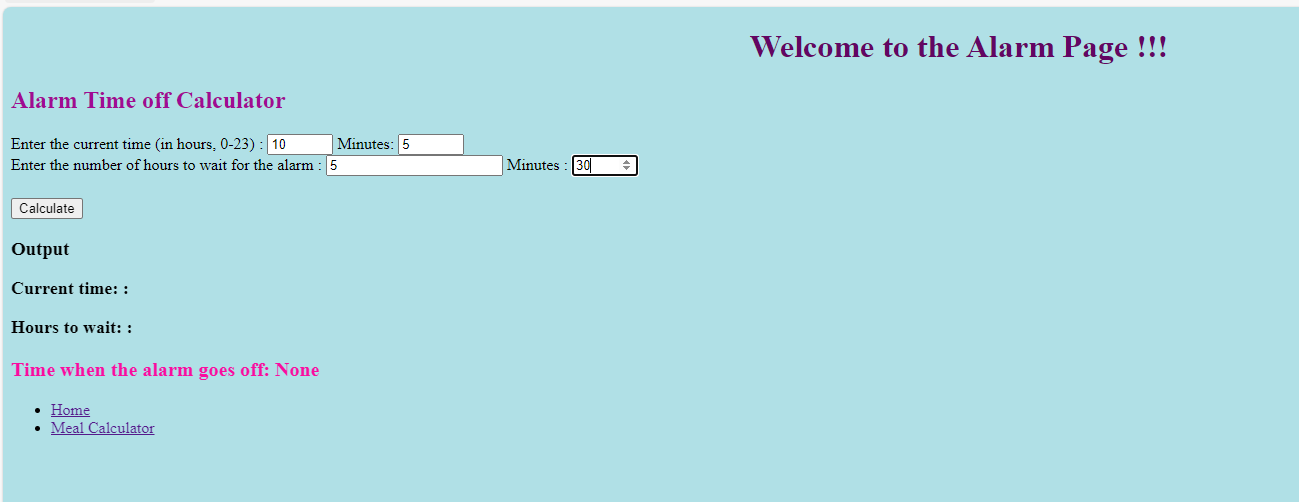 Welcome to the Alarm Page !!!
Alarm Time off Calculator
Enter the current time (in hours, 0-23) : 10 Minutes: 5
Enter the number of hours to wait for the alarm : 5 Minutes : 30
Calculate
Output
Current time: :
Hours to wait: :
Time when the alarm goes off: None
Home
Meal Calculator